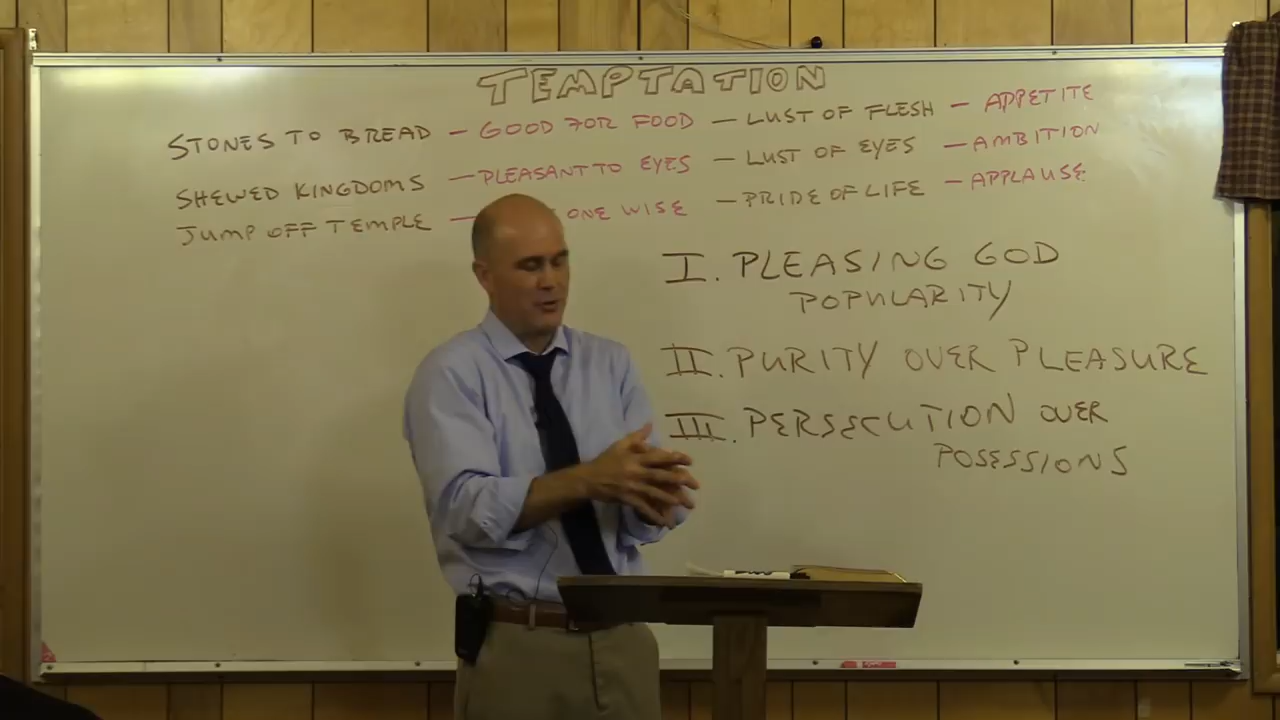 TEMPTATION
STONES TO BREAD - GOOD FOR FOOD - LUST OF FLESH - APPETITE
SHEWED KINGDOMS - PLEASANT TO EYES - LUST OF EYES - AMBITION
JUMP OFF TEMPLE - ONE WISE - PRIDE OF LIFE - APPLAUSE
I. PLEASING GOD
POPULARITY
II. PURITY OVER PLEASURE
III. PERSECUTION OVER
POSESSIONS